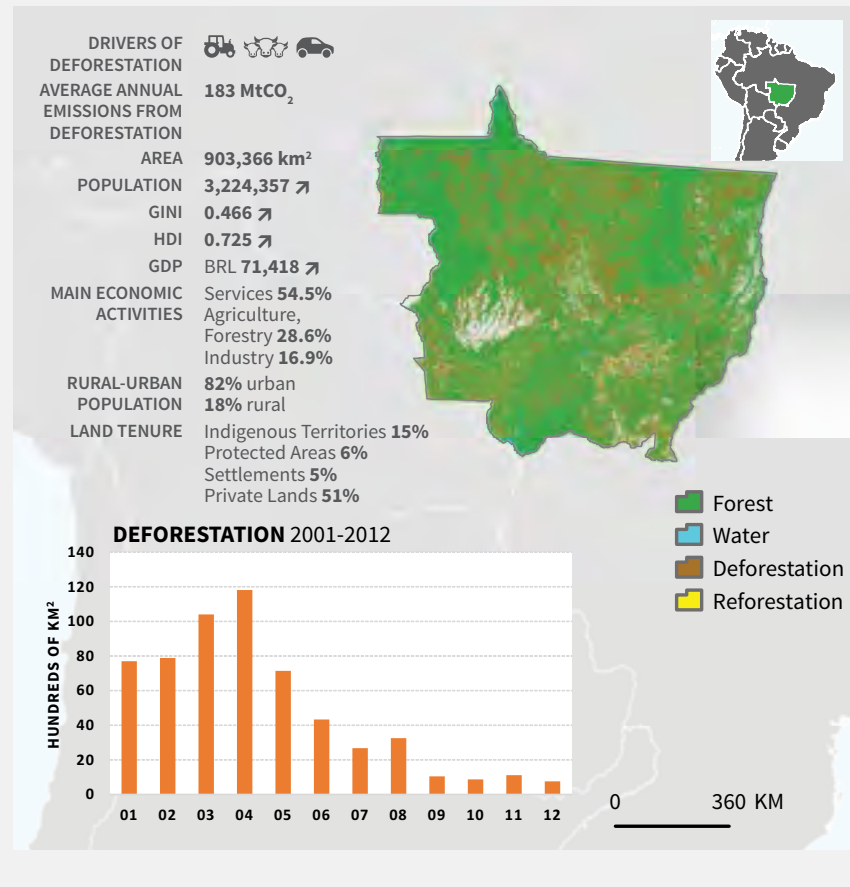 DRIVERS OF
DEFORESTATION
AVERAGE ANNUAL
EMISSIONS FROM
DEFORESTATION
183 MtCO2
AREA
903,366 km²
POPULATION
3,224,357 ↗
GINI
0.466 ↗
HDI
0.725 ↗
GDP
BRL 71,418 ↗
MAIN ECONOMIC
ACTIVITIES
Services 54.5%
Agriculture,
Forestry 28.6%
Industry 16.9%
RURAL-URBAN
POPULATION
82% urban
18% rural
LAND TENURE
Indigenous Territories 15%
Protected Areas 6%
Settlements 5%
Private Lands 51%
Forest
Water
Deforestation
Reforestation
DEFORESTATION 2001-2012
HUNDREDS OF KM²
140
120
100
80
60
40
20
0
01 02 03 04 05 06 07 08 09 10 11 12
0 360 KM